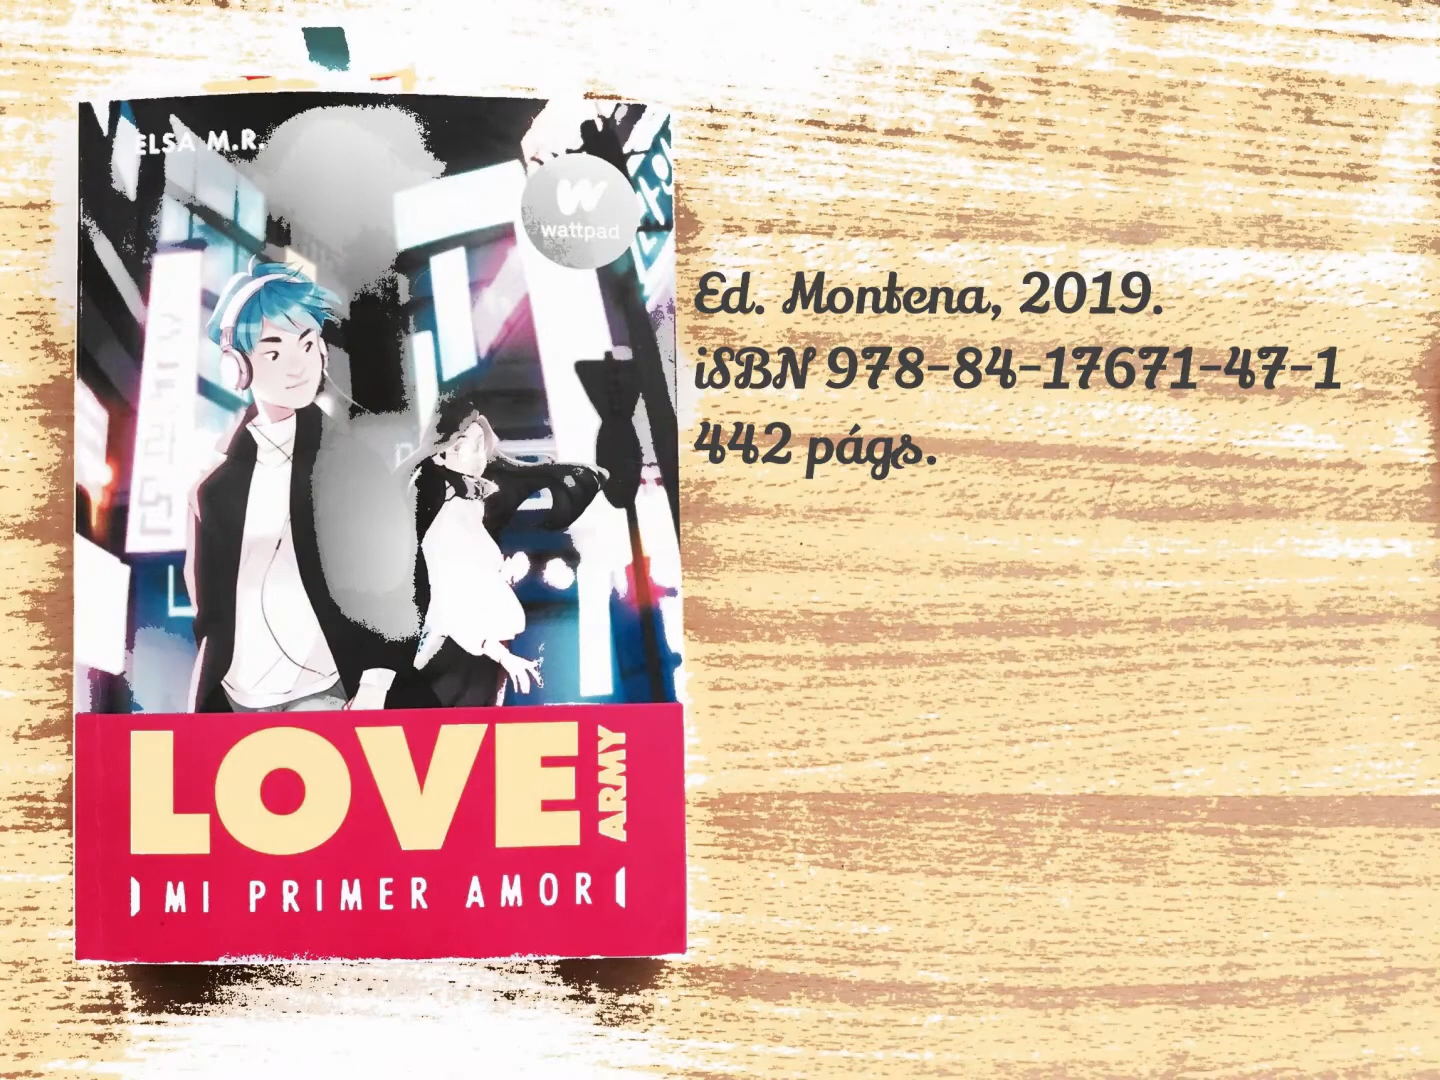 ELSA M.R.
wattpad
LOVE
ARMY
MI PRIMER AMOR
Ed. Montena, 2019.
iSBN 978-84-17671-47-1
442 págs.